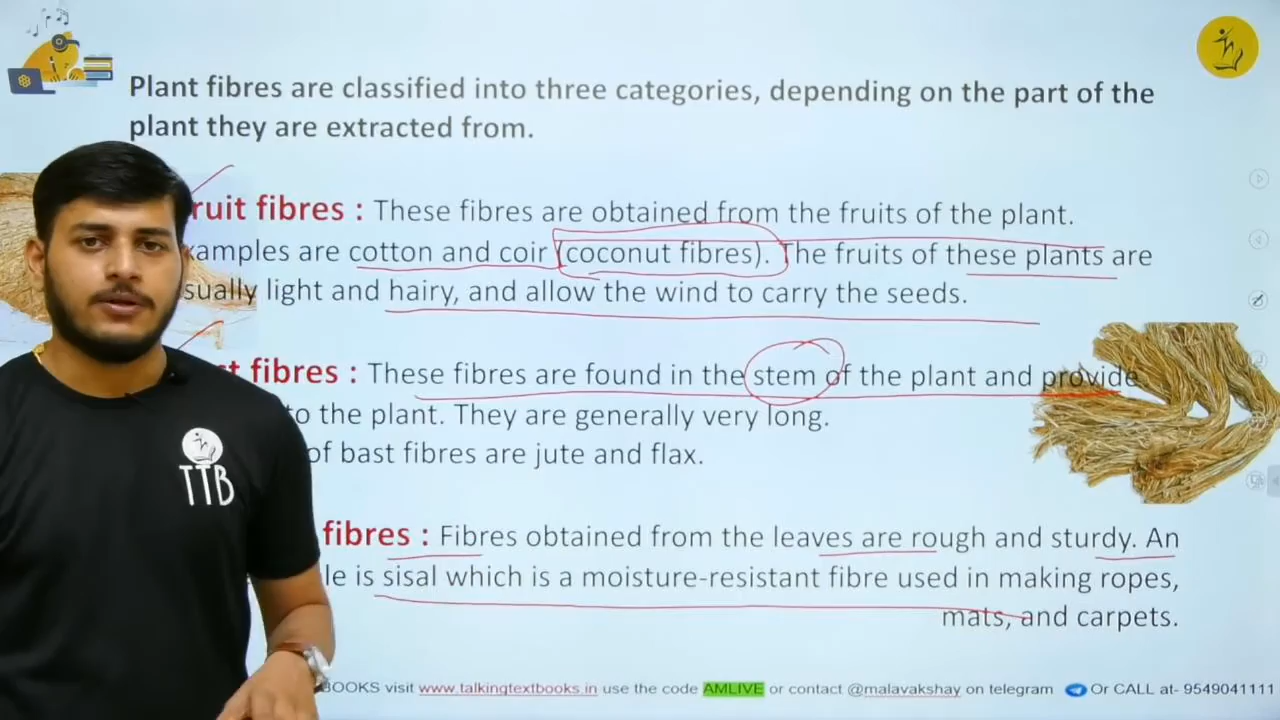 Plant fibres are classified into three categories, depending on the part of the
plant they are extracted from.
ruit fibres : These fibres are obtained from the fruits of the plant.
xamples are cotton and coir (coconut fibres). The fruits of these plants are
sually light and hairy, and allow the wind to carry the seeds.
st fibres : These fibres are found in the stem of the plant and provide
to the plant. They are generally very long.
of bast fibres are jute and flax.
fibres : Fibres obtained from the leaves are rough and sturdy. An
le is sisal which is a moisture-resistant fibre used in making ropes,
mats, and carpets.
TTB
BOOKS visit www.talkingtextbooks.in use the code AMLIVE or contact @malavakshay on telegram Or CALL at- 9549041111